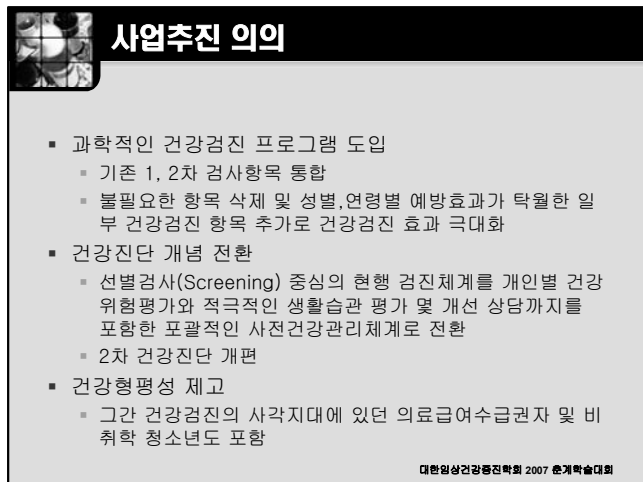 사업추진 의의
▪ 과학적인 건강검진 프로그램 도입
▪ 기존 1, 2차 검사항목 통합
▪ 불필요한 항목 삭제 및 성별,연령별 예방효과가 탁월한 일
부 건강검진 항목 추가로 건강검진 효과 극대화
▪ 건강진단 개념 전환
▪ 선별검사(Screening) 중심의 현행 검진체계를 개인별 건강
위험평가와 적극적인 생활습관 평가 몇 개선 상담까지를
포함한 포괄적인 사전건강관리체계로 전환
▪ 2차 건강진단 개편
▪ 건강형평성 제고
▪ 그간 건강검진의 사각지대에 있던 의료급여수급권자 및 비
취학 청소년도 포함
대한임상건강증진학회 2007 춘계학술대회